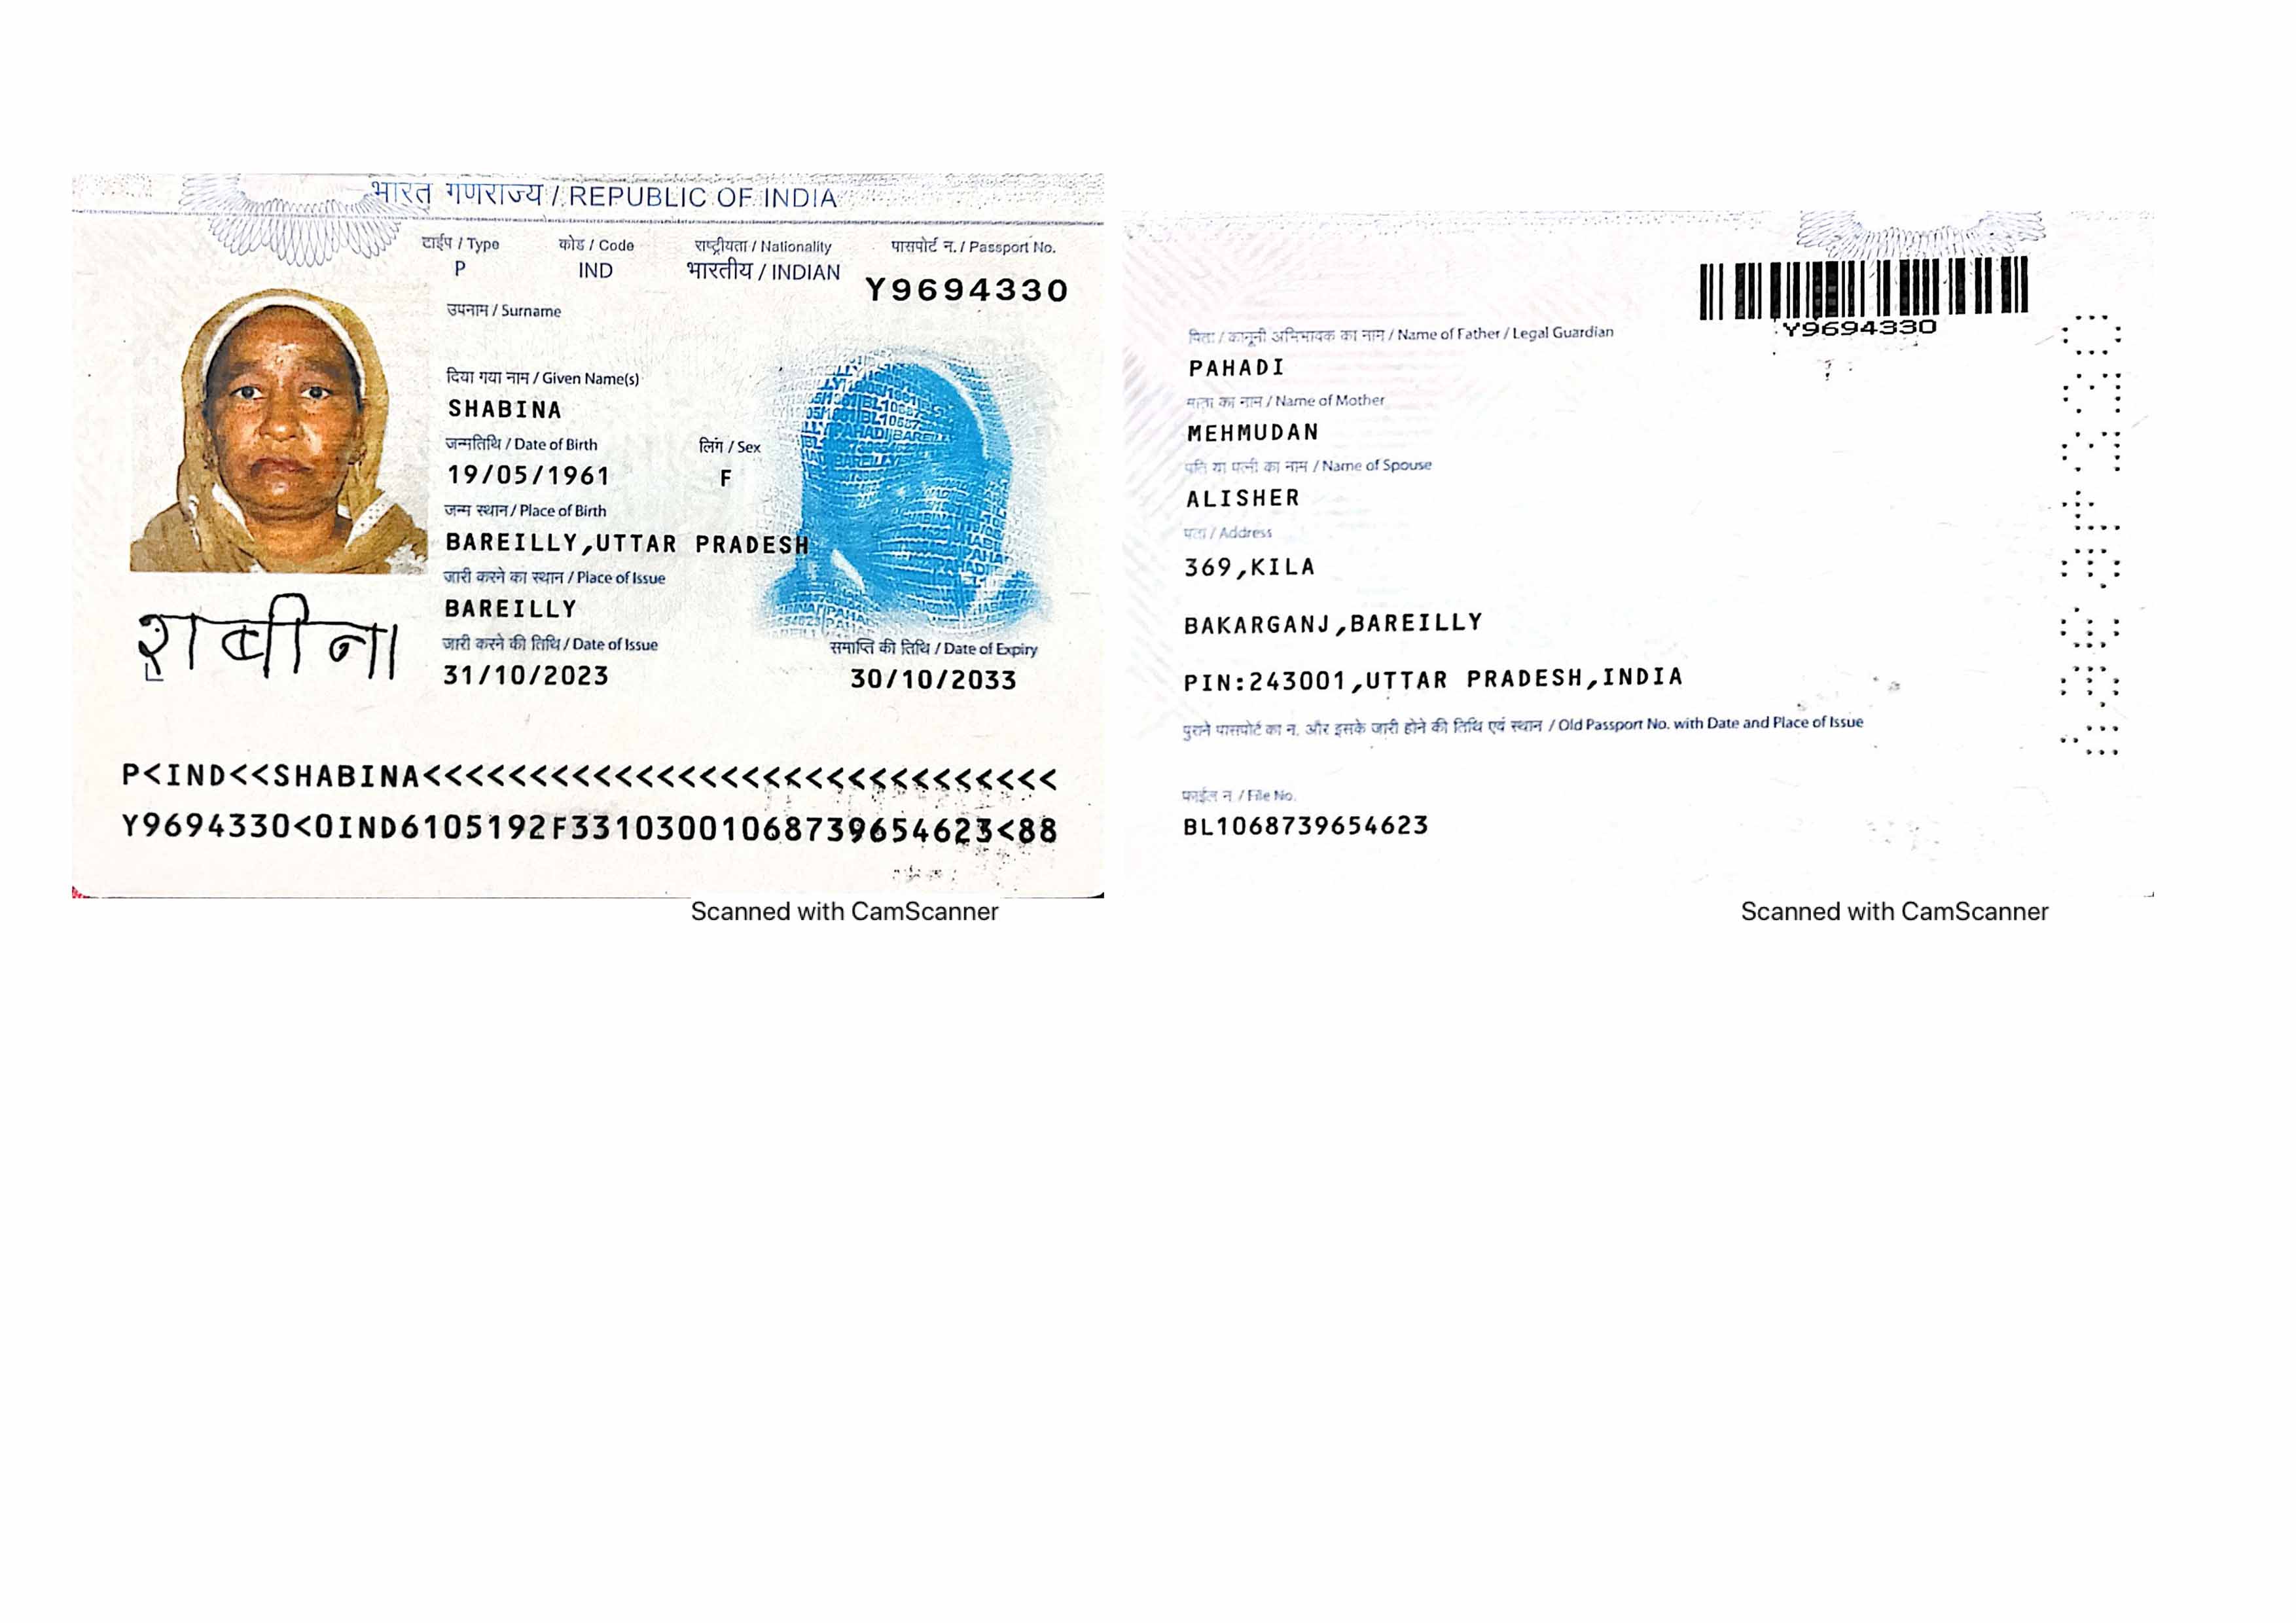 भारत गणराज्य / REPUBLIC OF INDIA
टाईप / Type
कोड / Code
राष्ट्रीयता / Nationality
पासपोर्ट न. / Passport No.
P
IND
भारतीय / INDIAN
Y9694330
उपनाम / Surname
दिया गया नाम / Given Name(s)
SHABINA
जन्मतिथि / Date of Birth
लिंग / Sex
19/05/1961
F
जन्म स्थान / Place of Birth
BAREILLY,UTTAR PRADESH
जारी करने का स्थान / Place of Issue
BAREILLY
जारी करने की तिथि / Date of Issue
समाप्ति की तिथि / Date of Expiry
31/10/2023
30/10/2033
शबीना
P<IND<<SHABINA<<<<<<<<<<<<<<<<<<<<<<<<<<<<<<
Y9694330<0IND6105192F33103001068739654623<88
Scanned with CamScanner
Y9694330
पिता / कानूनी अभिभावक का नाम / Name of Father / Legal Guardian
PAHADI
माता का नाम / Name of Mother
MEHMUDAN
पति या पत्नी का नाम / Name of Spouse
ALISHER
पता / Address
369,KILA
BAKARGANJ,BAREILLY
PIN:243001,UTTAR PRADESH,INDIA
पुराने पासपोर्ट का न. और इसके जारी होने की तिथि एवं स्थान / Old Passport No. with Date and Place of Issue
फाईल न. / File No.
BL1068739654623
Scanned with CamScanner